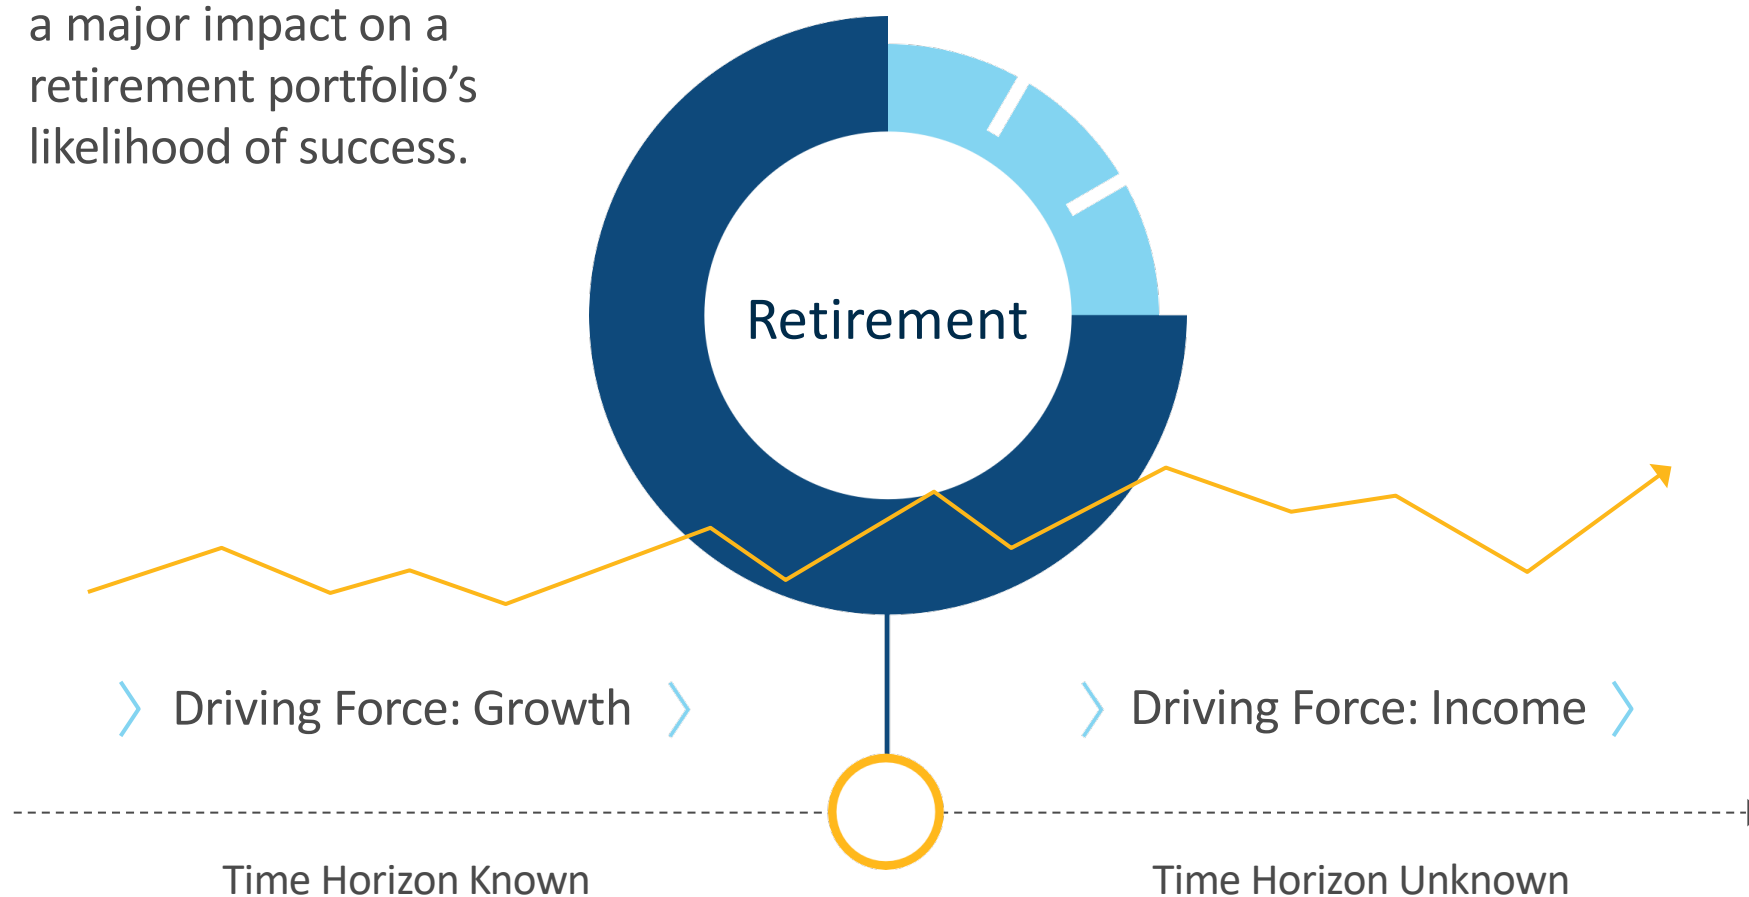 a major impact on a
retirement portfolio’s
likelihood of success.
Retirement
Driving Force: Growth
Driving Force: Income
Time Horizon Known
Time Horizon Unknown